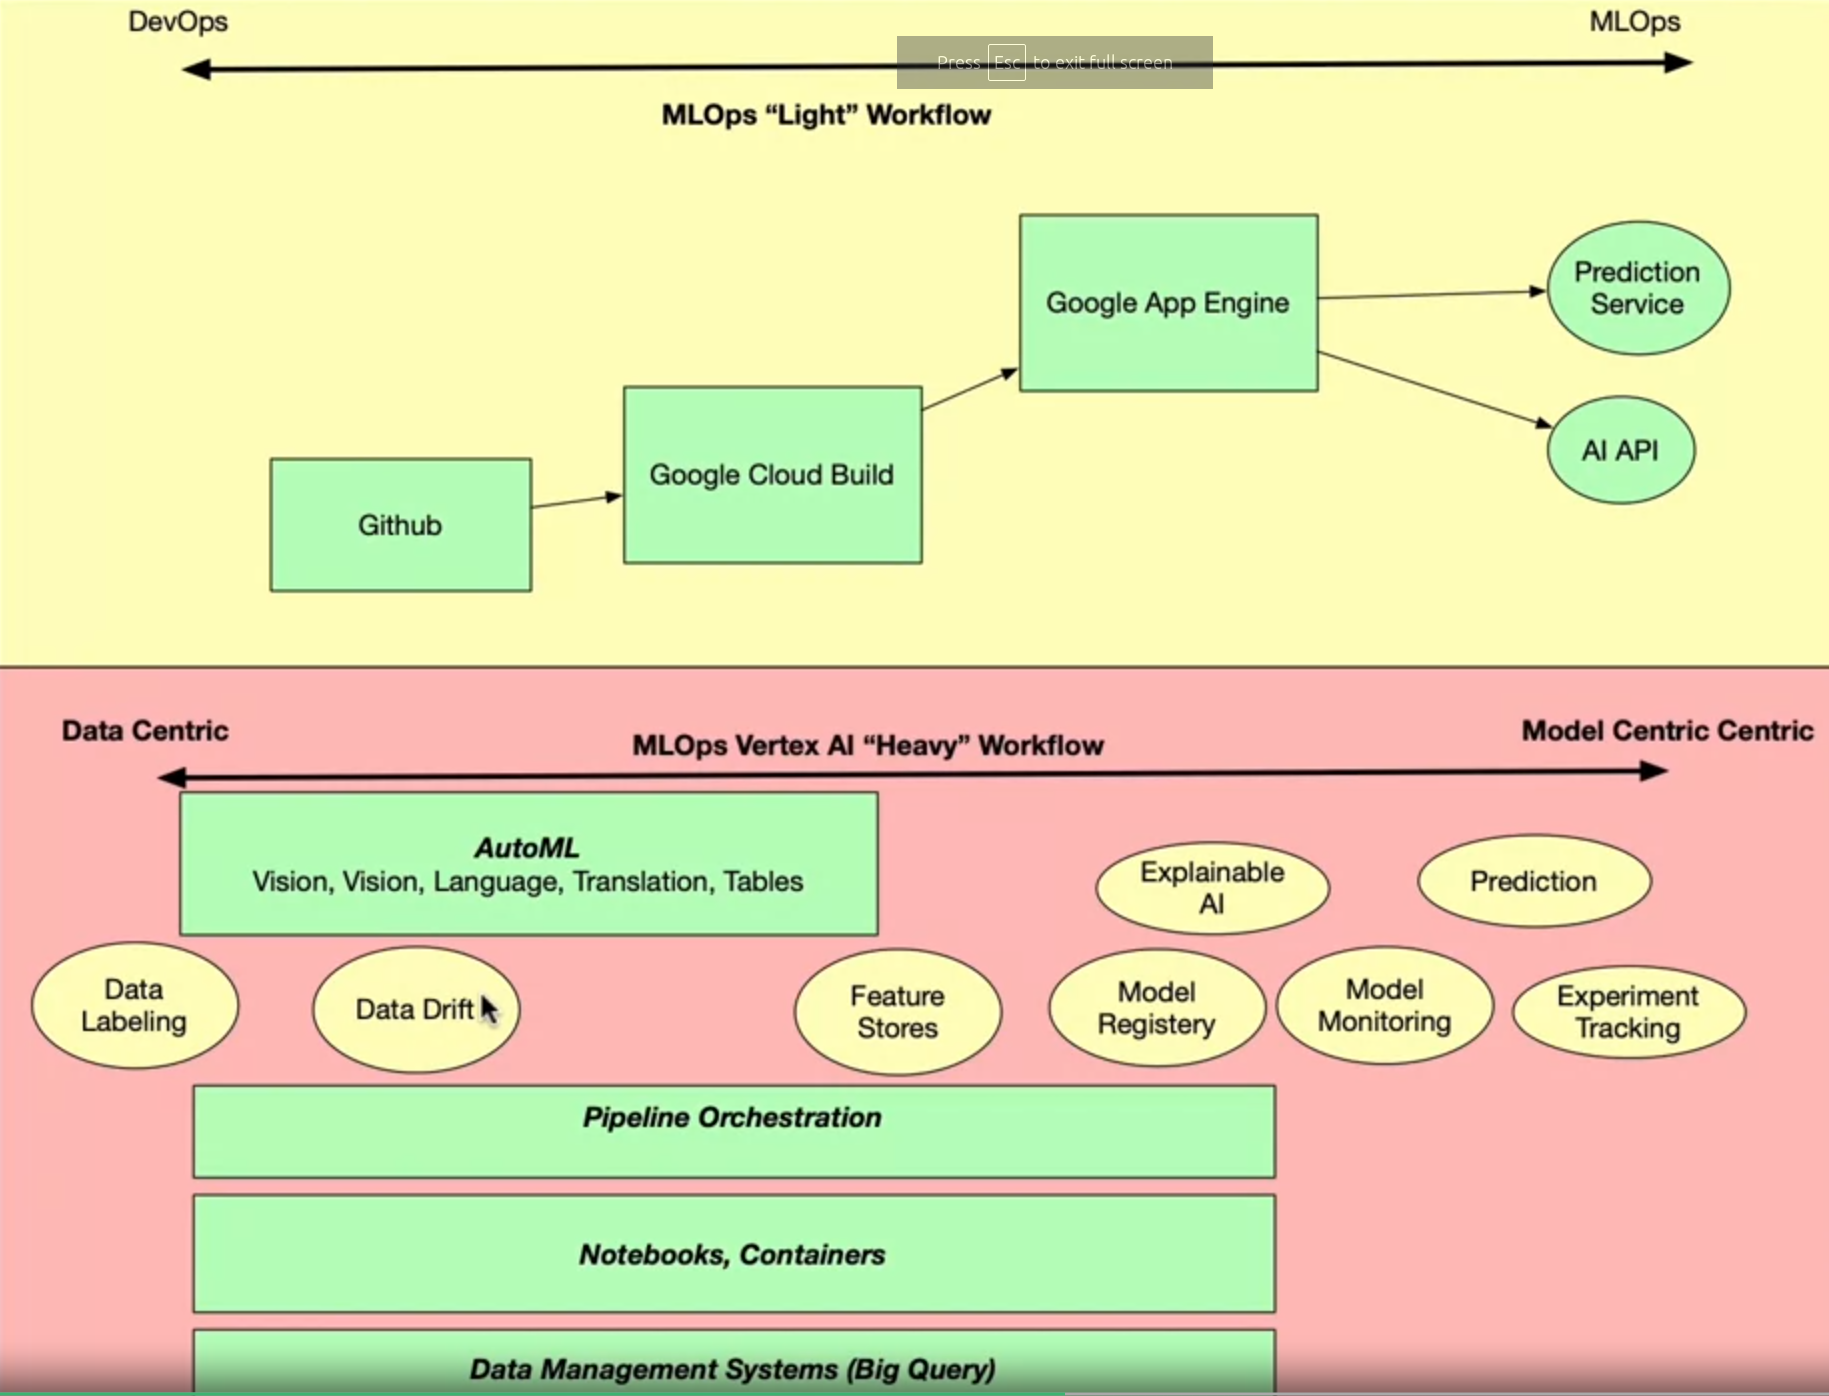 DevOps
MLOps
Press Esc to exit full screen
MLOps “Light” Workflow
Google App Engine
Prediction
Service
AI API
Google Cloud Build
Github
Data Centric
MLOps Vertex AI “Heavy” Workflow
Model Centric Centric
AutoML
Vision, Vision, Language, Translation, Tables
Explainable
AI
Prediction
Data
Labeling
Data Drift
Feature
Stores
Model
Registery
Model
Monitoring
Experiment
Tracking
Pipeline Orchestration
Notebooks, Containers
Data Management Systems (Big Query)